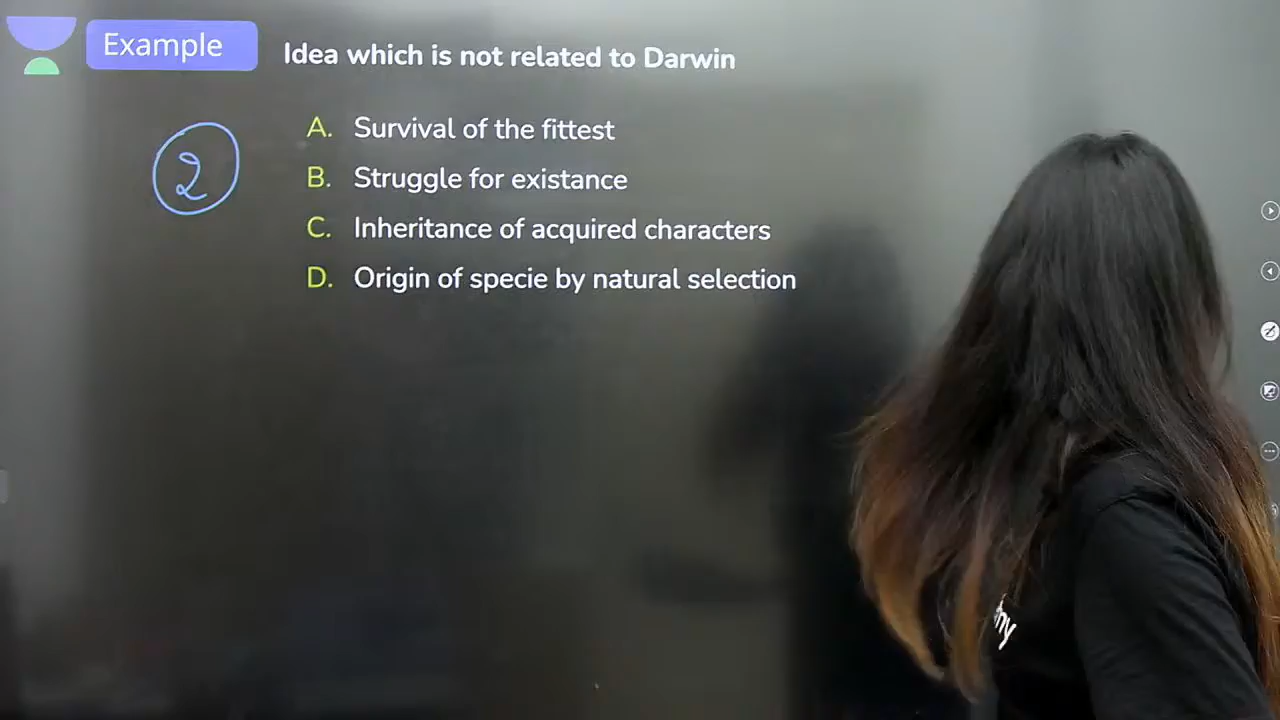 Example
Idea which is not related to Darwin
2
A. Survival of the fittest
B. Struggle for existance
C. Inheritance of acquired characters
D. Origin of specie by natural selection